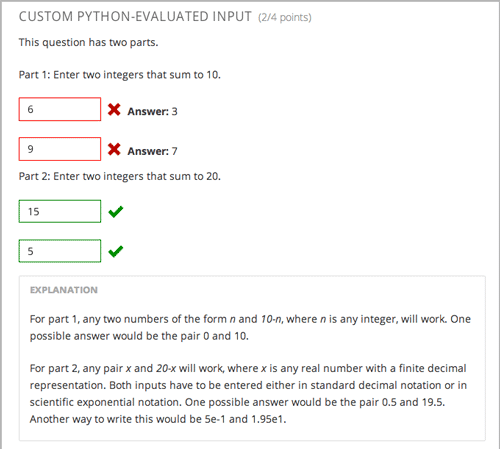 CUSTOM PYTHON-EVALUATED INPUT (2/4 points)
This question has two parts.
Part 1: Enter two integers that sum to 10.
6 Answer: 3
9 Answer: 7
Part 2: Enter two integers that sum to 20.
15
5
EXPLANATION
For part 1, any two numbers of the form n and 10-n, where n is any integer, will work. One
possible answer would be the pair 0 and 10.
For part 2, any pair x and 20-x will work, where x is any real number with a finite decimal
representation. Both inputs have to be entered either in standard decimal notation or in
scientific exponential notation. One possible answer would be the pair 0.5 and 19.5.
Another way to write this would be 5e-1 and 1.95e1.